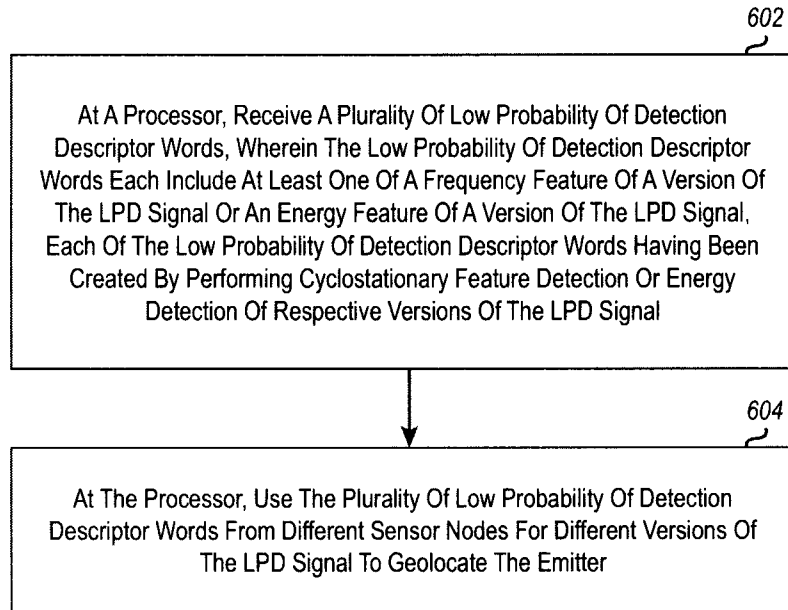 602
At A Processor, Receive A Plurality Of Low Probability Of Detection
Descriptor Words, Wherein The Low Probability Of Detection Descriptor
Words Each Include At Least One Of A Frequency Feature Of A Version Of
The LPD Signal Or An Energy Feature Of A Version Of The LPD Signal,
Each Of The Low Probability Of Detection Descriptor Words Having Been
Created By Performing Cyclostationary Feature Detection Or Energy
Detection Of Respective Versions Of The LPD Signal
604
At The Processor, Use The Plurality Of Low Probability Of Detection
Descriptor Words From Different Sensor Nodes For Different Versions Of
The LPD Signal To Geolocate The Emitter